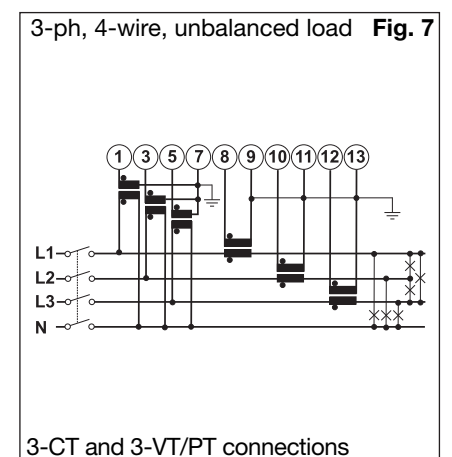 3-ph, 4-wire, unbalanced load Fig. 7
1 3 5 7 8 9 10 11 12 13
L1
L2
L3
N
3-CT and 3-VT/PT connections